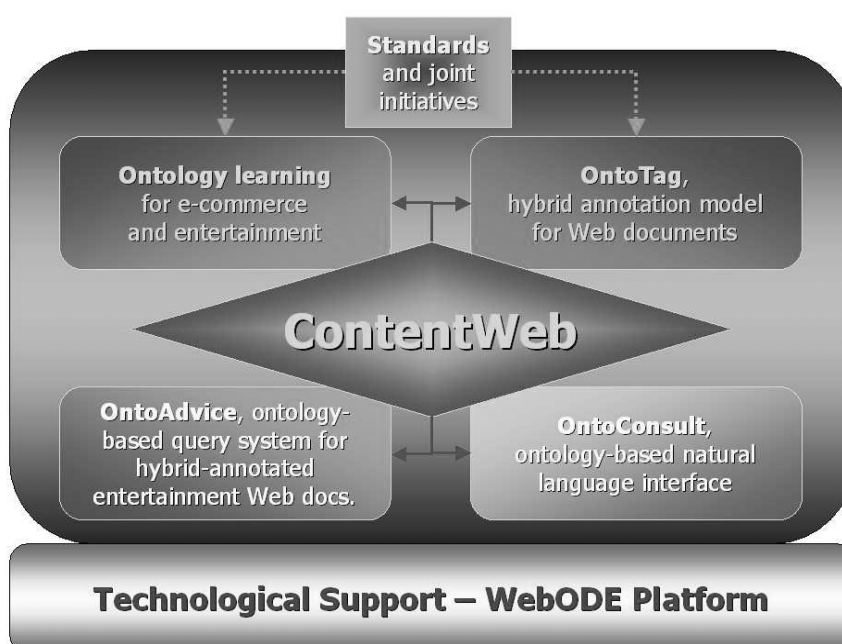 Standards
and joint
initiatives
Ontology learning
for e-commerce
and entertainment
OntoTag,
hybrid annotation model
for Web documents
ContentWeb
OntoAdvice, ontology-
based query system for
hybrid-annotated
entertainment Web docs.
OntoConsult,
ontology-based natural
language interface
Technological Support – WebODE Platform